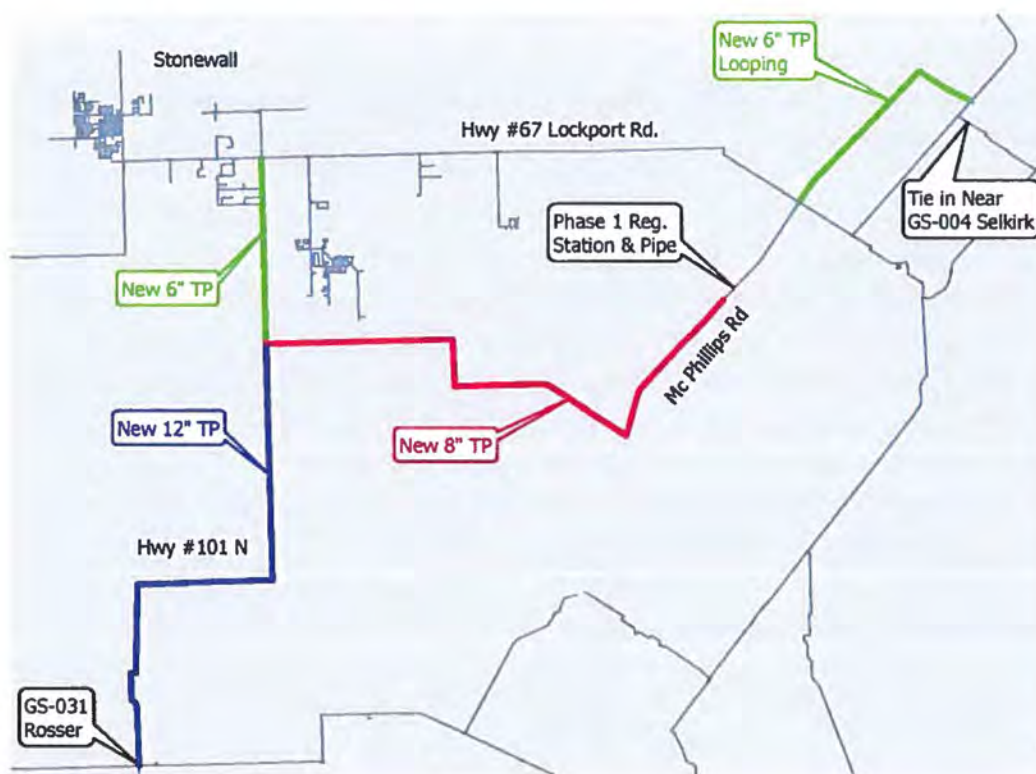 New 6" TP
Looping
Stonewall
Hwy #67 Lockport Rd.
Tie in Near
GS-004 Selkirk
Phase 1 Reg.
Station & Pipe
New 6" TP
Mc Phillips Rd
New 12" TP
New 8" TP
Hwy #101 N
GS-031
Rosser